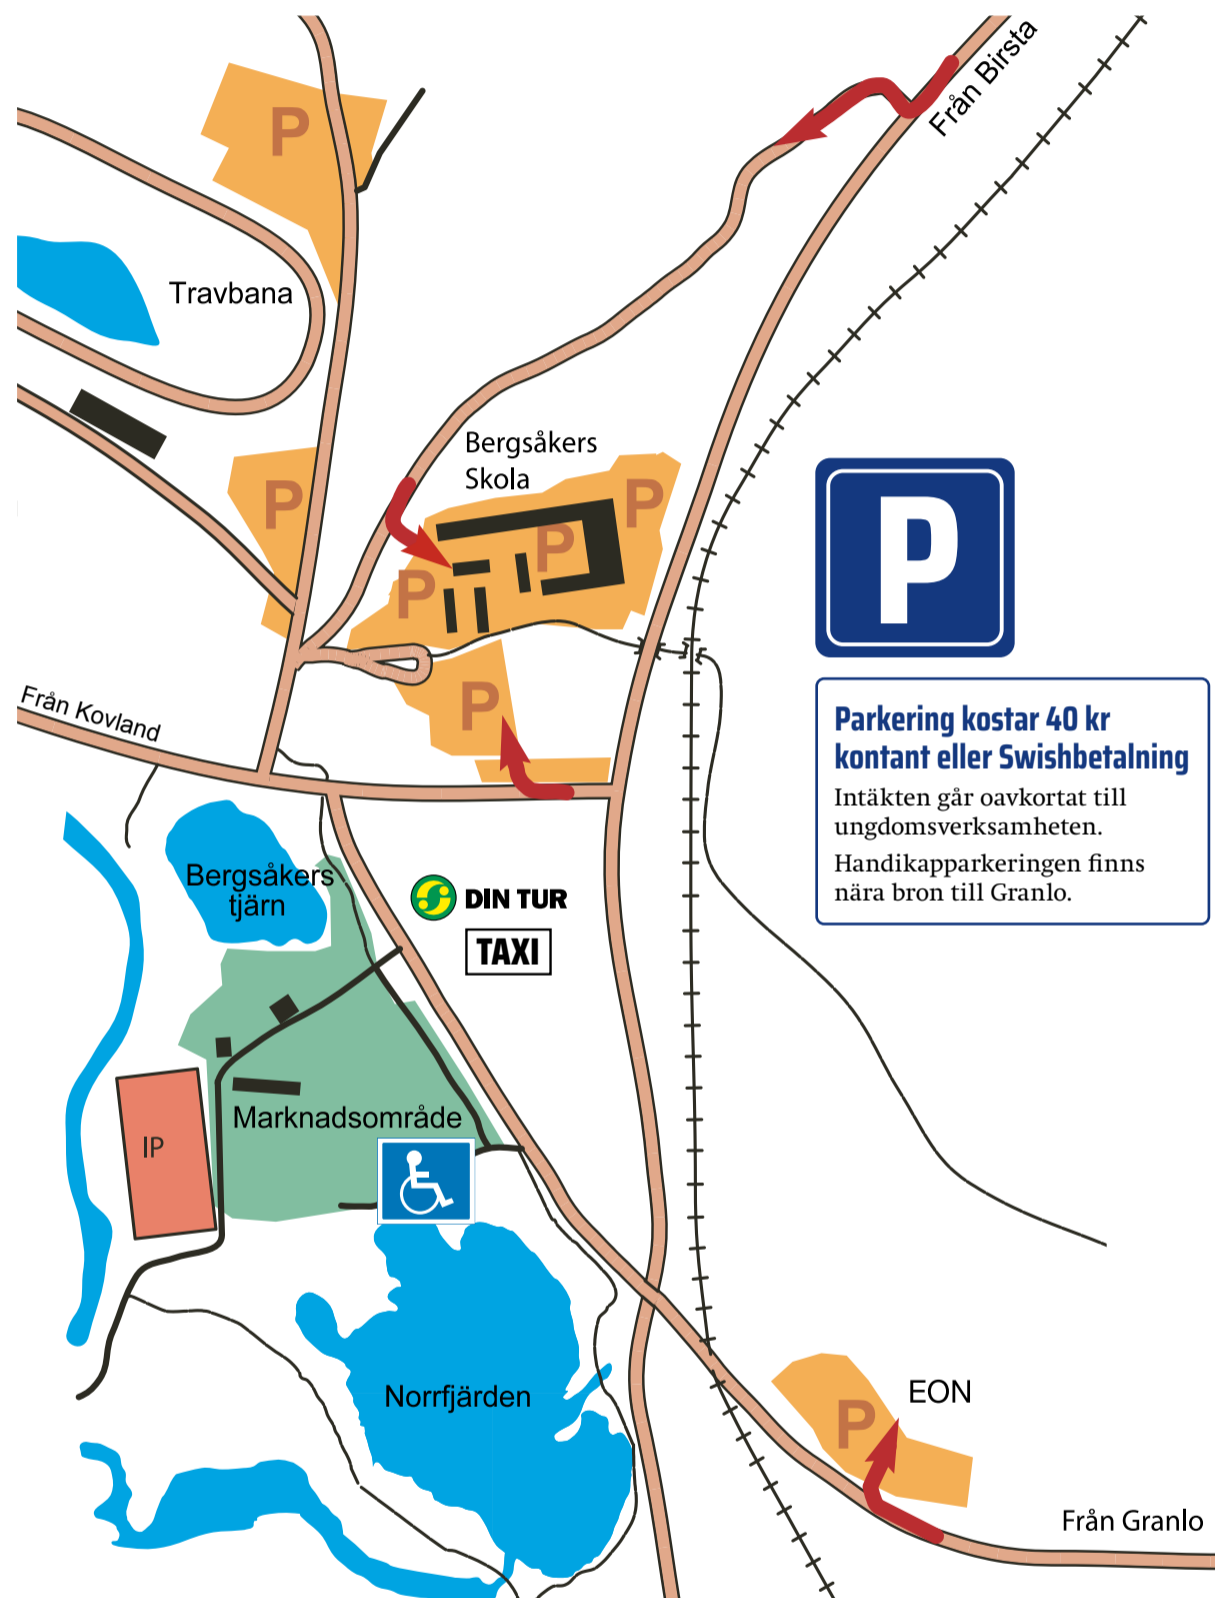 Från Birsta
P
Travbana
Bergsåkers
Skola
P
P
P
P
P
P
Från Kovland
Parkering kostar 40 kr
kontant eller Swishbetalning
Intäkten går oavkortat till
ungdomsverksamheten.
Handikapparkeringen finns
nära bron till Granlo.
Bergsåkers
tjärn
DIN TUR
TAXI
Marknadsområde
IP
Norrfjärden
EON
P
Från Granlo